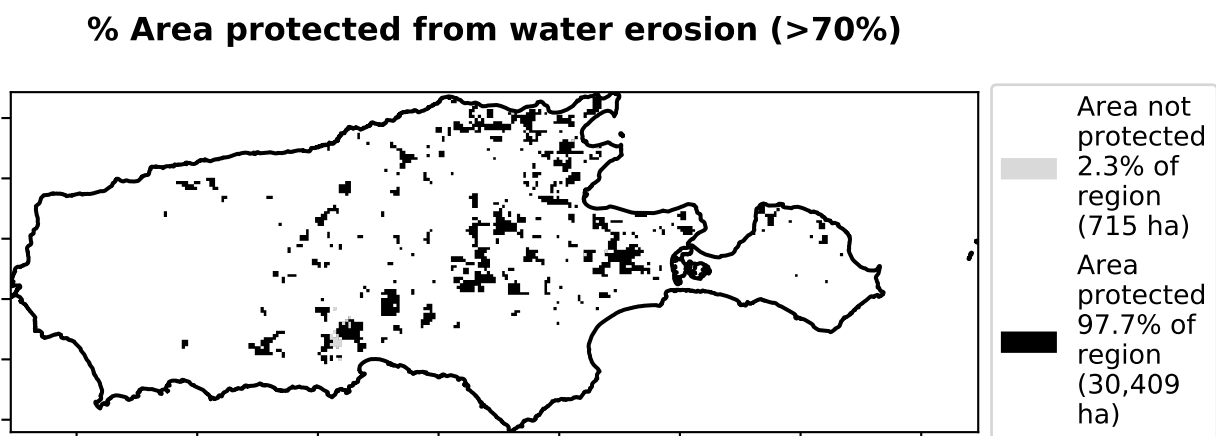 % Area protected from water erosion (>70%)
Area not
protected
2.3% of
region
(715 ha)
Area
protected
97.7% of
region
(30,409
ha)